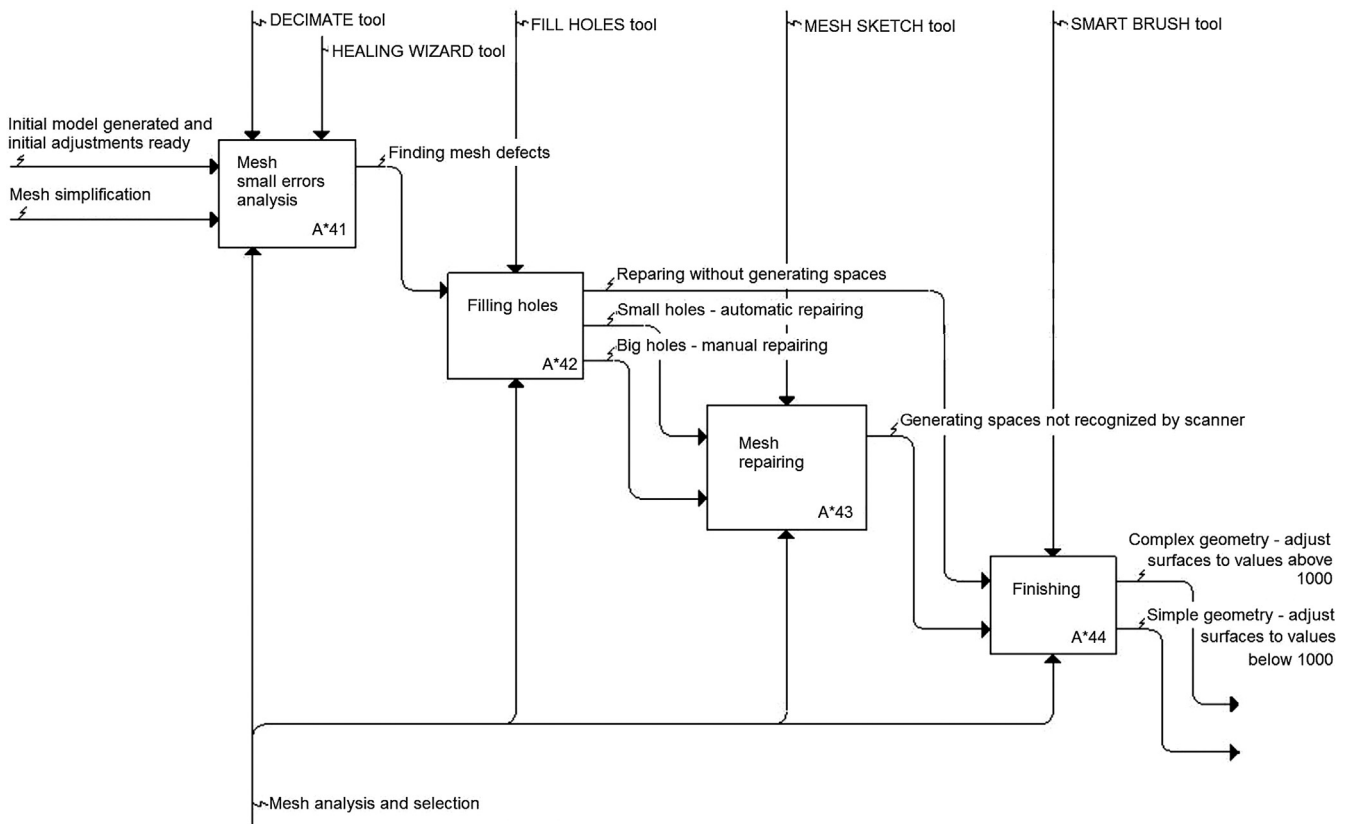 DECIMATE tool
HEALING WIZARD tool
FILL HOLES tool
MESH SKETCH tool
SMART BRUSH tool
Initial model generated and
initial adjustments ready
Mesh simplification
Mesh
small errors
analysis
A*41
Finding mesh defects
Filling holes
A*42
Reparing without generating spaces
Small holes - automatic repairing
Big holes - manual repairing
Mesh
repairing
A*43
Generating spaces not recognized by scanner
Finishing
A*44
Complex geometry - adjust
surfaces to values above
1000
Simple geometry - adjust
surfaces to values
below 1000
Mesh analysis and selection